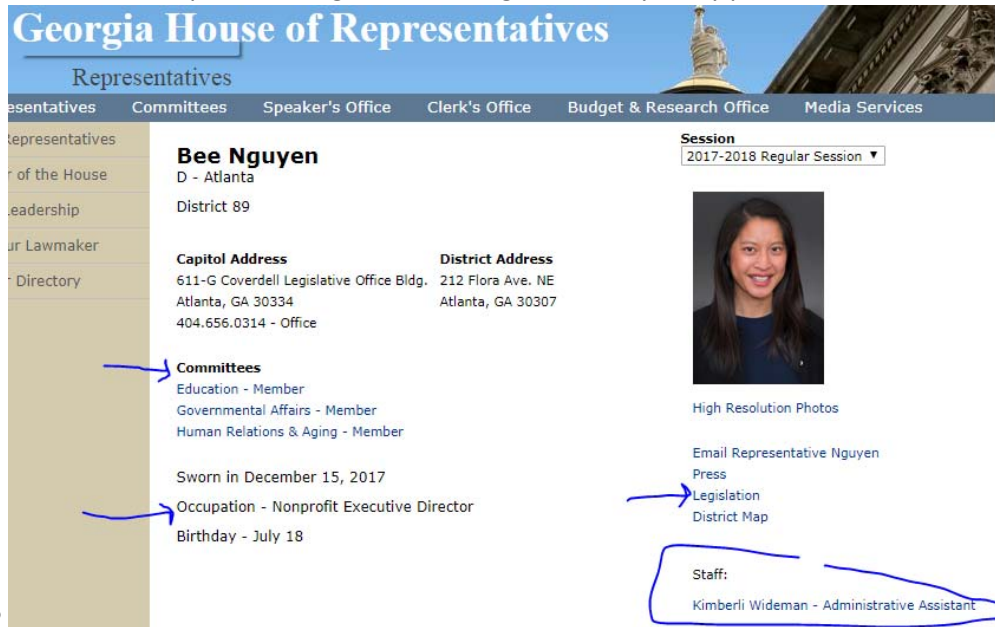 Georgia House of Representatives
Representatives
esentatives Committees Speaker's Office Clerk's Office Budget & Research Office Media Services
Representatives
r of the House
Leadership
ur Lawmaker
r Directory
Bee Nguyen
D - Atlanta
District 89
Capitol Address
611-G Coverdell Legislative Office Bldg.
Atlanta, GA 30334
404.656.0314 - Office
District Address
212 Flora Ave. NE
Atlanta, GA 30307
Committees
Education - Member
Governmental Affairs - Member
Human Relations & Aging - Member
Sworn in December 15, 2017
Occupation - Nonprofit Executive Director
Birthday - July 18
Session
2017-2018 Regular Session ▼
High Resolution Photos
Email Representative Nguyen
Press
Legislation
District Map
Staff:
Kimberli Wideman - Administrative Assistant